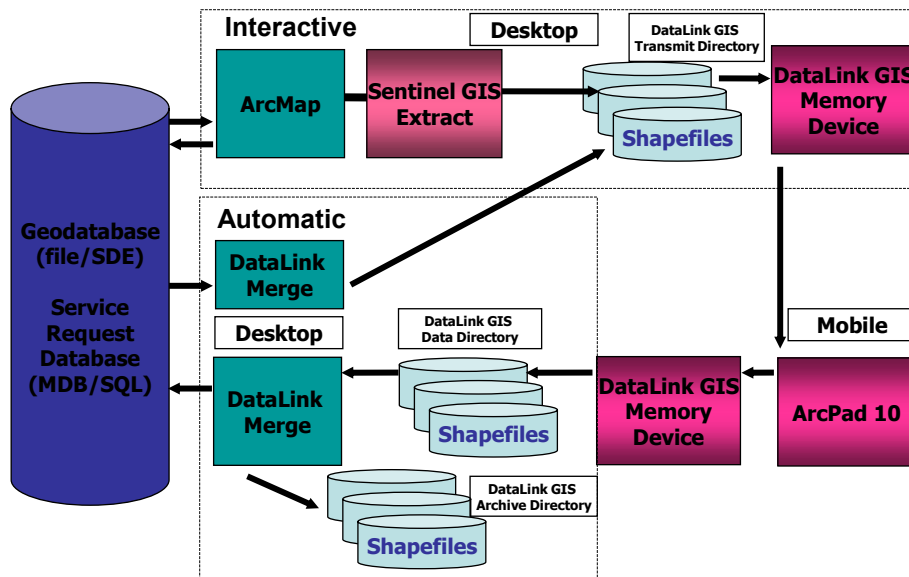 Interactive
Desktop
DataLink GIS
Transmit Directory
ArcMap
Sentinel GIS
Extract
Shapefiles
DataLink GIS
Memory
Device
Geodatabase
(file/SDE)
Service
Request
Database
(MDB/SQL)
Automatic
DataLink
Merge
Desktop
DataLink
Merge
DataLink GIS
Data Directory
Shapefiles
DataLink GIS
Memory
Device
Mobile
ArcPad 10
DataLink GIS
Archive Directory
Shapefiles